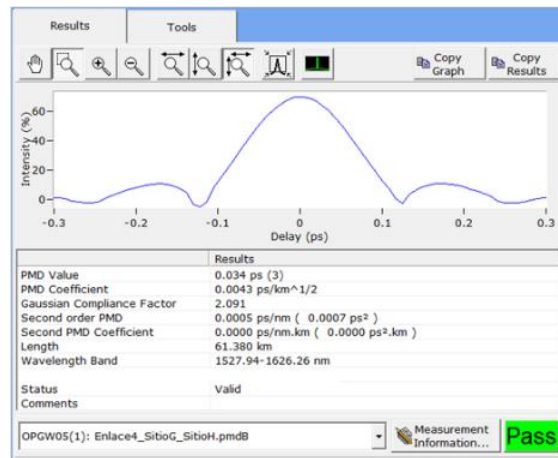 Results Tools
Copy Graph Copy Results
Intensity (%)
60-
40-
20-
0-
-0.3 -0.2 -0.1 0 0.1 0.2 0.3
Delay (ps)
Results
PMD Value 0.034 ps (3)
PMD Coefficient 0.0043 ps/km^1/2
Gaussian Compliance Factor 2.091
Second order PMD 0.0005 ps/nm ( 0.0007 ps² )
Second PMD Coefficient 0.0000 ps/nm.km ( 0.0000 ps².km )
Length 61.380 km
Wavelength Band 1527.94-1626.26 nm
Status Valid
Comments
OPGW05(1): Enlace4_SitioG_SitioH.pmdB Measurement Information... Pass